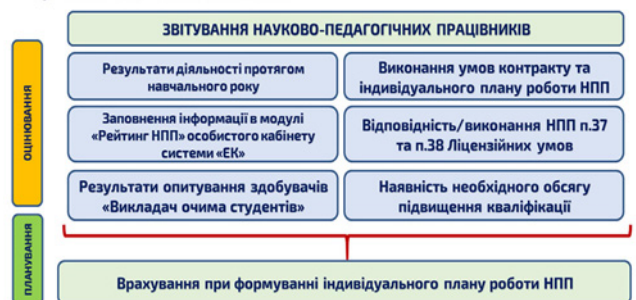 ЗВІТУВАННЯ НАУКОВО-ПЕДАГОГІЧНИХ ПРАЦІВНИКІВ
ОЦІНЮВАННЯ
Результати діяльності протягом
навчального року
Виконання умов контракту та
індивідуального плану роботи НПП
Заповнення інформації в модулі
«Рейтинг НПП» особистого кабінету
системи «ЕК»
Відповідність/виконання НПП п.37
та п.38 Ліцензійних умов
Результати опитування здобувачів
«Викладач очима студентів»
Наявність необхідного обсягу
підвищення кваліфікації
ПЛАНУВАННЯ
Врахування при формуванні індивідуального плану роботи НПП